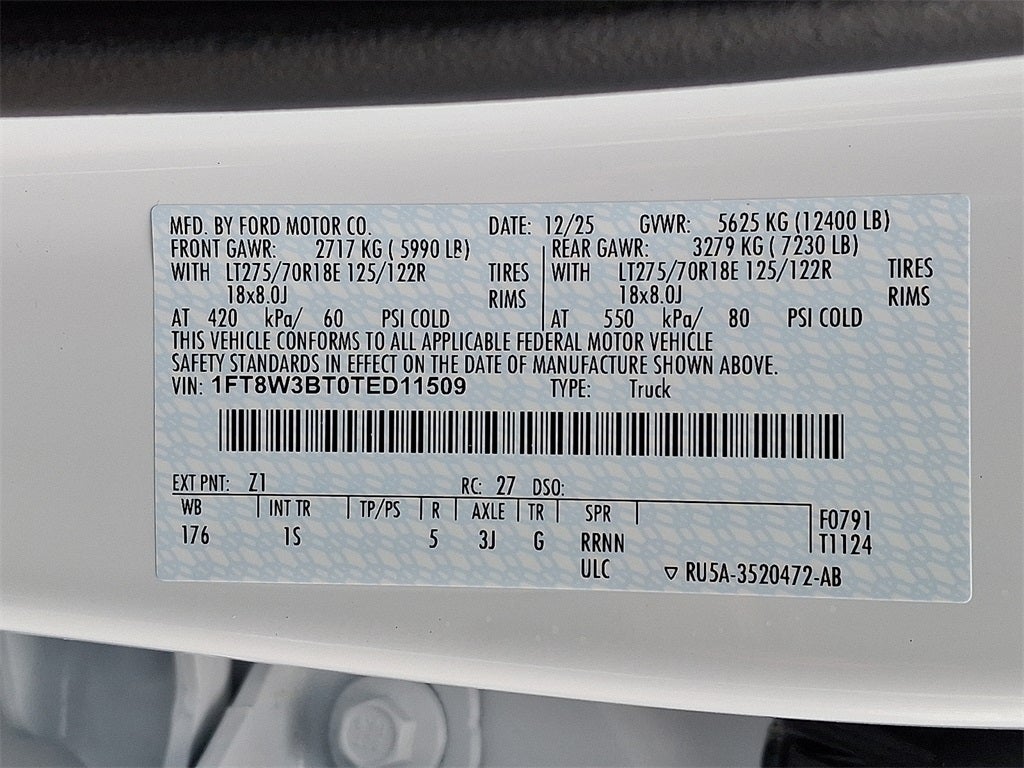 MFD. BY FORD MOTOR CO. DATE: 12/25 GVWR: 5625 KG (12400 LB)
FRONT GAWR: 2717 KG ( 5990 LB) REAR GAWR: 3279 KG ( 7230 LB)
WITH LT275/70R18E 125/122R TIRES WITH LT275/70R18E 125/122R TIRES
18x8.0J RIMS 18x8.0J RIMS
AT 420 kPa/ 60 PSI COLD AT 550 kPa/ 80 PSI COLD
THIS VEHICLE CONFORMS TO ALL APPLICABLE FEDERAL MOTOR VEHICLE
SAFETY STANDARDS IN EFFECT ON THE DATE OF MANUFACTURE SHOWN ABOVE.
VIN: 1FT8W3BT0TED11509 TYPE: Truck
EXT PNT: Z1 RC: 27 DSO:
WB INT TR TP/PS R AXLE TR SPR F0791
176 1S 5 3J G RRNN T1124
ULC ▽ RU5A-3520472-AB